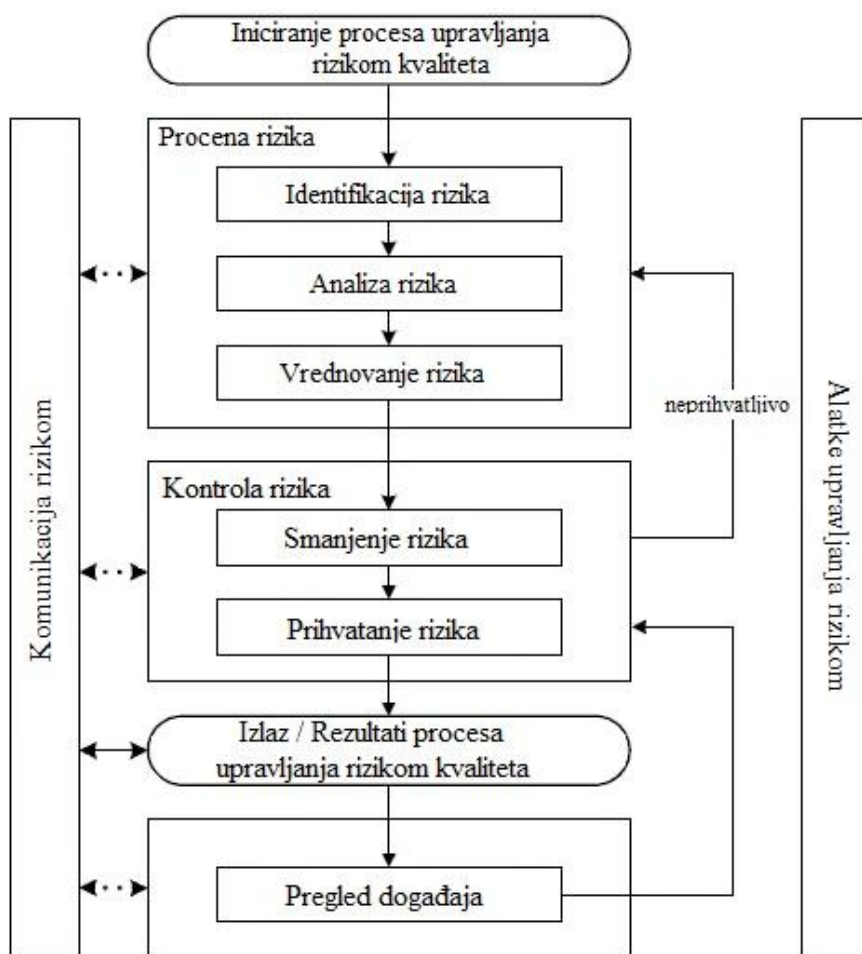 Iniciranje procesa upravljanja
rizikom kvaliteta
Procena rizika
Identifikacija rizika
Analiza rizika
Vrednovanje rizika
neprihvatljivo
Kontrola rizika
Smanjenje rizika
Prihvatanje rizika
Izlaz / Rezultati procesa
upravljanja rizikom kvaliteta
Pregled događaja
Komunikacija rizikom
Alatke upravljanja rizikom